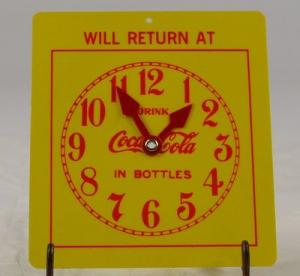 WILL RETURN AT
11 12 1
10 2
DRINK
9 Coca-Cola 3
IN BOTTLES
8 4
7 6 5